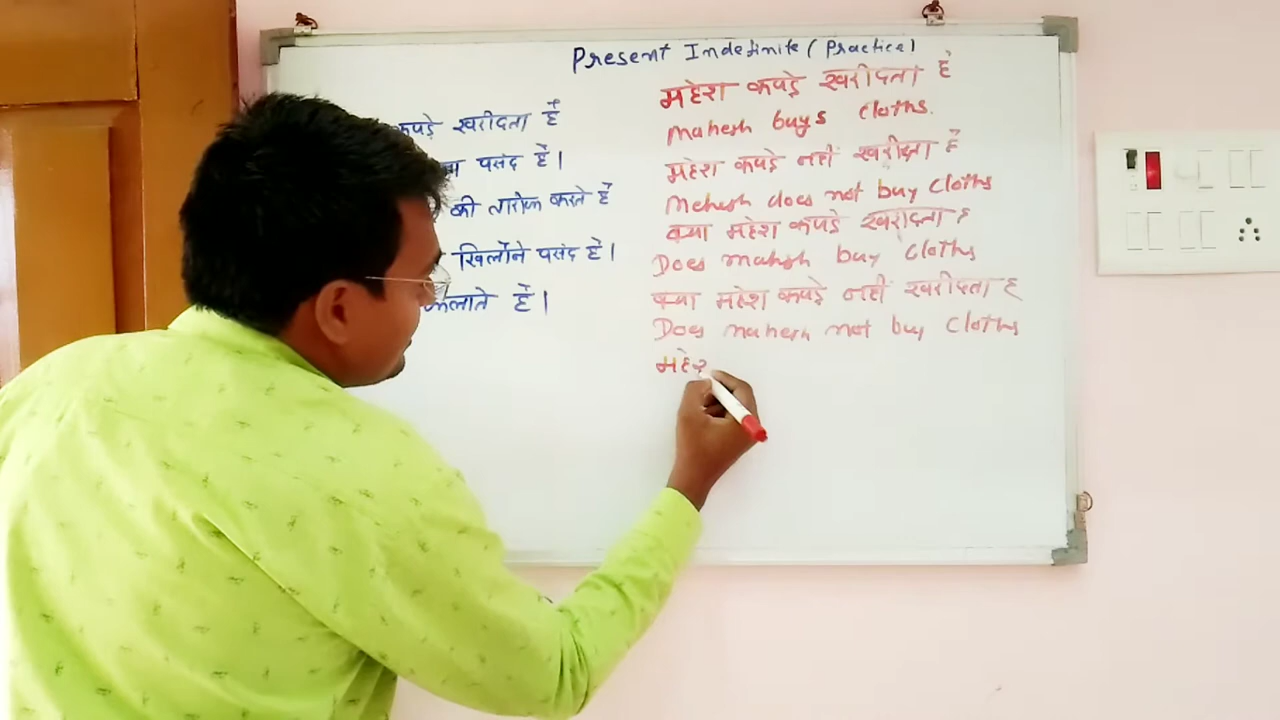 Present Indefinite (Practical
कपड़े खरीदता है
पसंद है।
की तारीफ करते है
खिलौने पसंद है।
है।
महेश कपड़े खरीदता है
Mahesh buys cloths.
महेश कपड़े नहीं खरीदता है
Mahesh does not buy cloths
क्या महेश कपड़े खरीदता है
Does mahesh buy cloths
क्या महेश कपड़े नहीं खरीदता है
Does mahesh not buy cloths
महेश